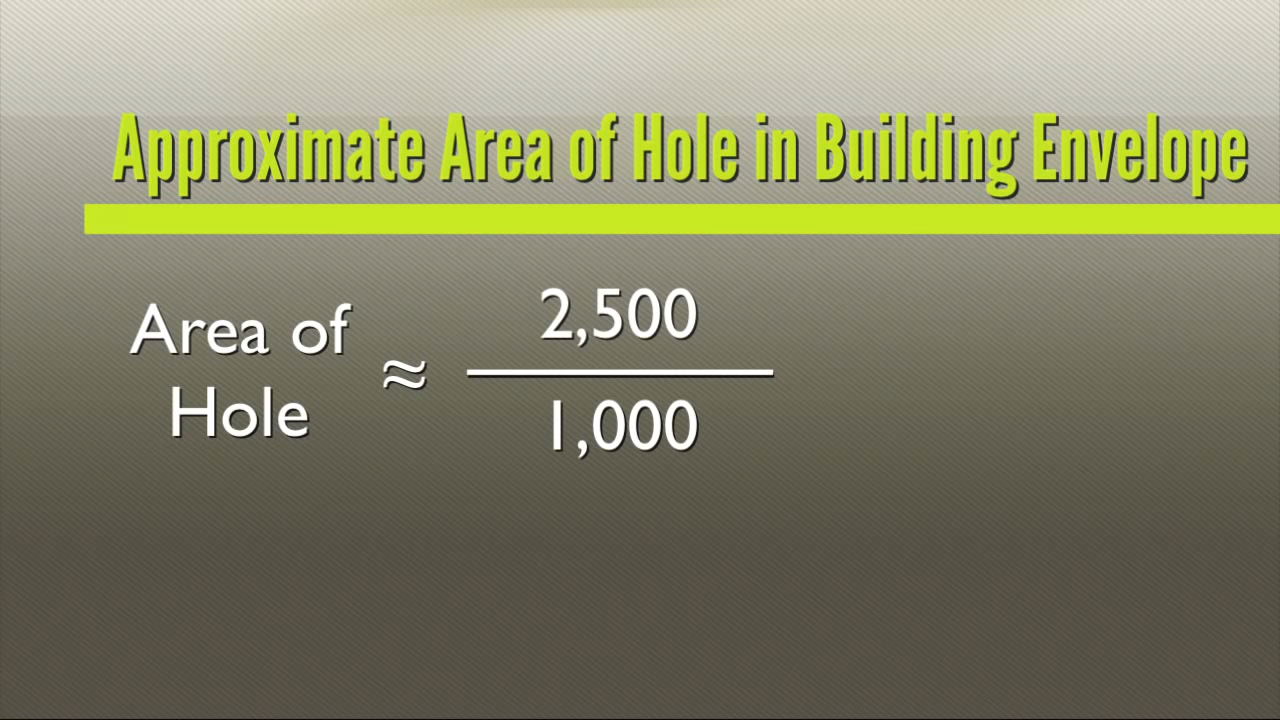 Approximate Area of Hole in Building Envelope
Area of
Hole
≈
2,500
1,000